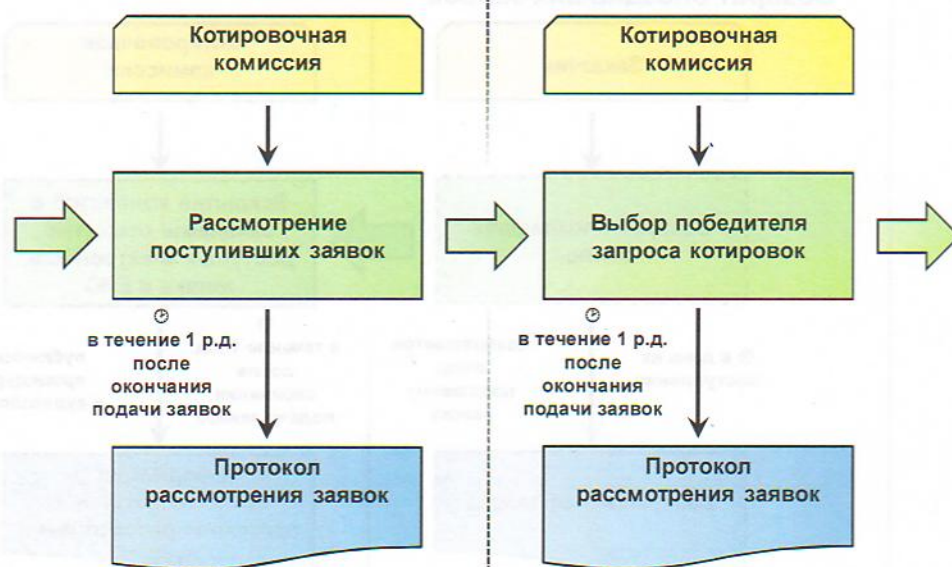 Котировочная
комиссия
Рассмотрение
поступивших заявок
в течение 1 р.д.
после
окончания
подачи заявок
Протокол
рассмотрения заявок
Котировочная
комиссия
Выбор победителя
запроса котировок
в течение 1 р.д.
после
окончания
подачи заявок
Протокол
рассмотрения заявок